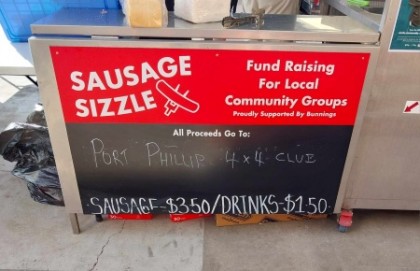 SAUSAGE
SIZZLE
Fund Raising
For Local
Community Groups
Proudly Supported By Bunnings
All Proceeds Go To:
PORT PHILLIP 4x4 CLUB
SAUSAGE-$3.50/DRINKS-$1.50